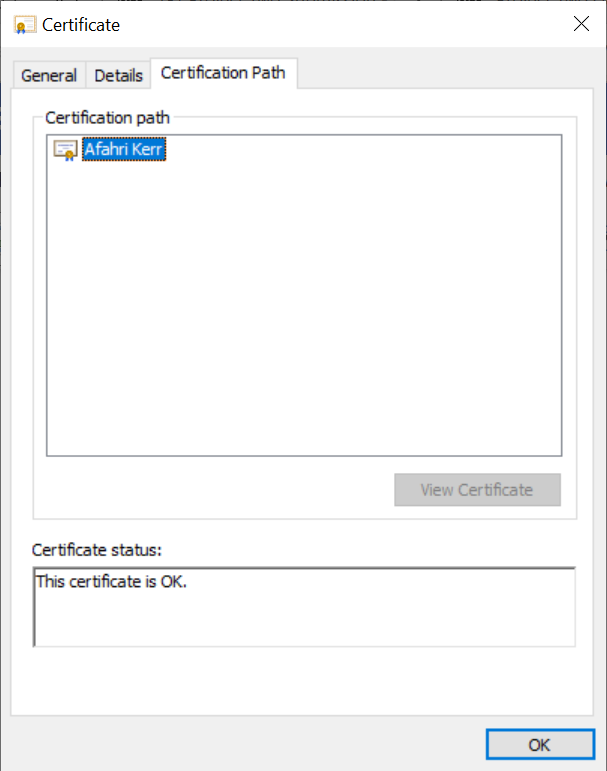 Certificate
General Details Certification Path
Certification path
Afahri Kerr
View Certificate
Certificate status:
This certificate is OK.
OK